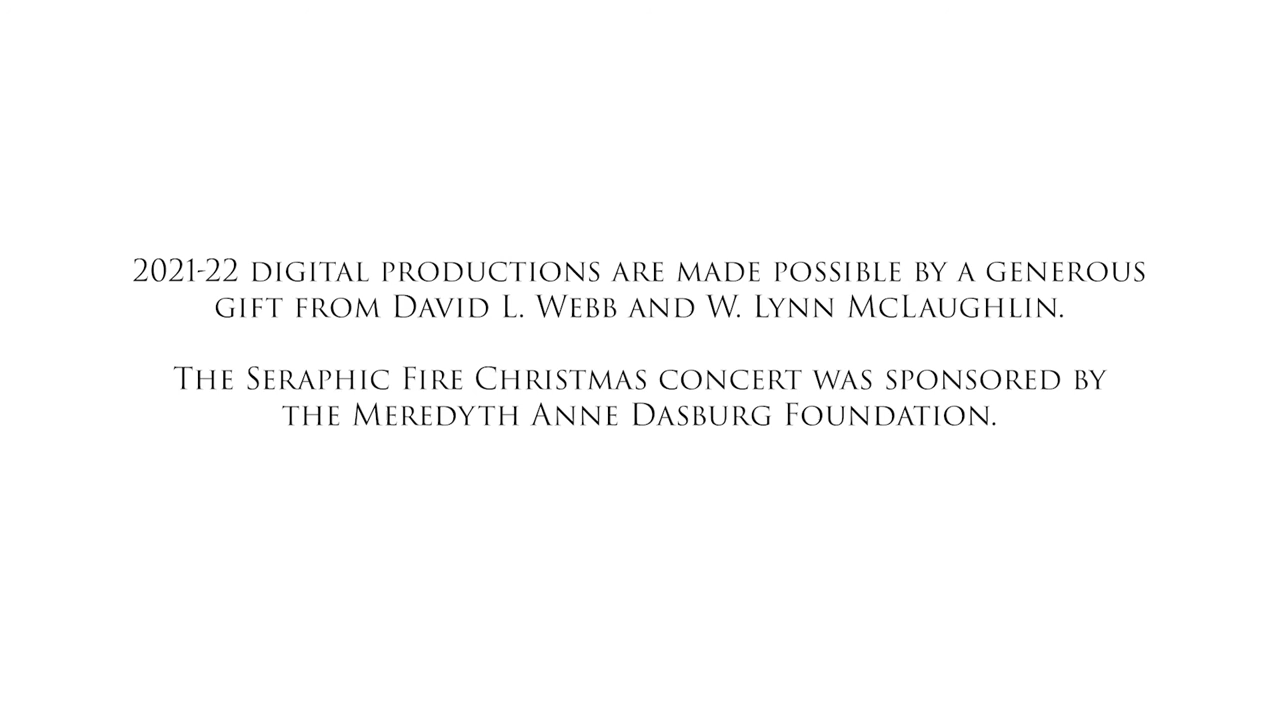 2021-22 digital productions are made possible by a generous
gift from David L. Webb and W. Lynn McLaughlin.
The Seraphic Fire Christmas concert was sponsored by
the Meredyth Anne Dasburg Foundation.